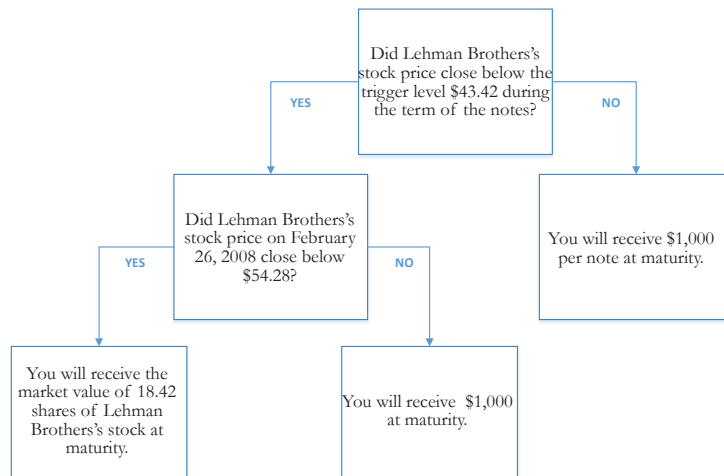 Did Lehman Brothers's
stock price close below the
trigger level $43.42 during
the term of the notes?
YES
NO
Did Lehman Brothers's
stock price on February
26, 2008 close below
$54.28?
You will receive $1,000
per note at maturity.
YES
NO
You will receive the
market value of 18.42
shares of Lehman
Brothers's stock at
maturity.
You will receive $1,000
at maturity.